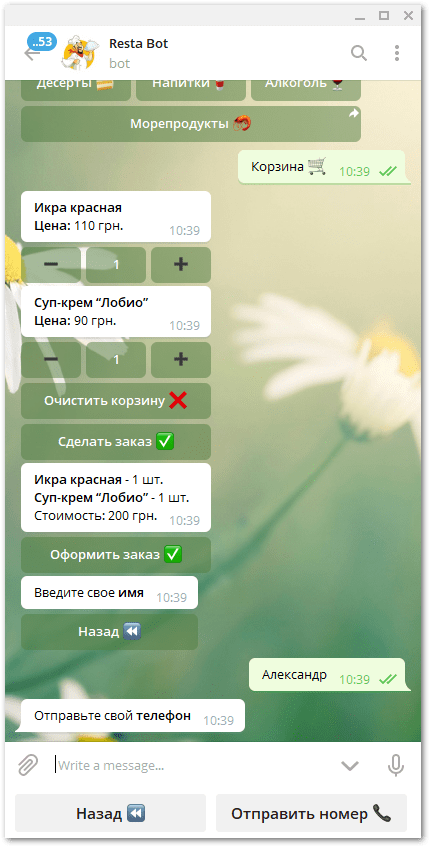 ..53
Resta Bot
bot
Десерты 🍰 Напитки🍷 Алкоголь🍷
Морепродукты 🦐
Корзина 🛒 10:39
Икра красная
Цена: 110 грн.
10:39
− 1 +
Суп-крем “Лобио”
Цена: 90 грн.
10:39
− 1 +
Очистить корзину ❌
Сделать заказ ✅
Икра красная - 1 шт.
Суп-крем “Лобио” - 1 шт.
Стоимость: 200 грн. 10:39
Оформить заказ ✅
Введите свое имя 10:39
Назад ⏪
Александр 10:39
Отправьте свой телефон 10:39
Write a message...
Назад ⏪ Отправить номер 📞